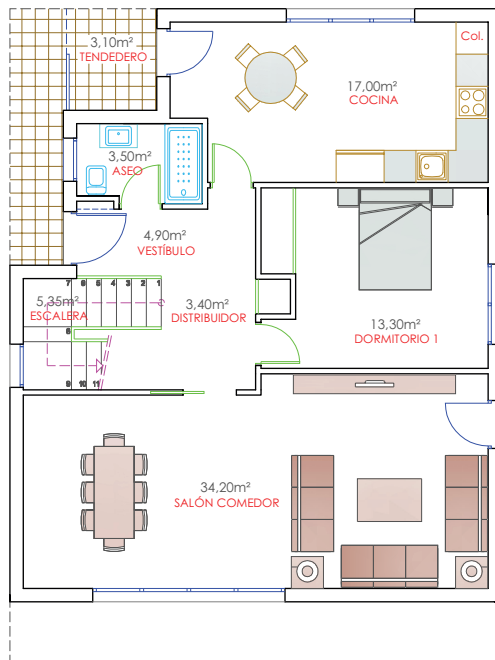 3,10m²
TENDEDERO
Col.
17,00m²
COCINA
3,50m²
ASEO
4,90m²
VESTÍBULO
7 6 5 4 3 2 1
5,35m²
ESCALERA
3,40m²
DISTRIBUIDOR
13,30m²
DORMITORIO 1
8
9 10 11
34,20m²
SALÓN COMEDOR